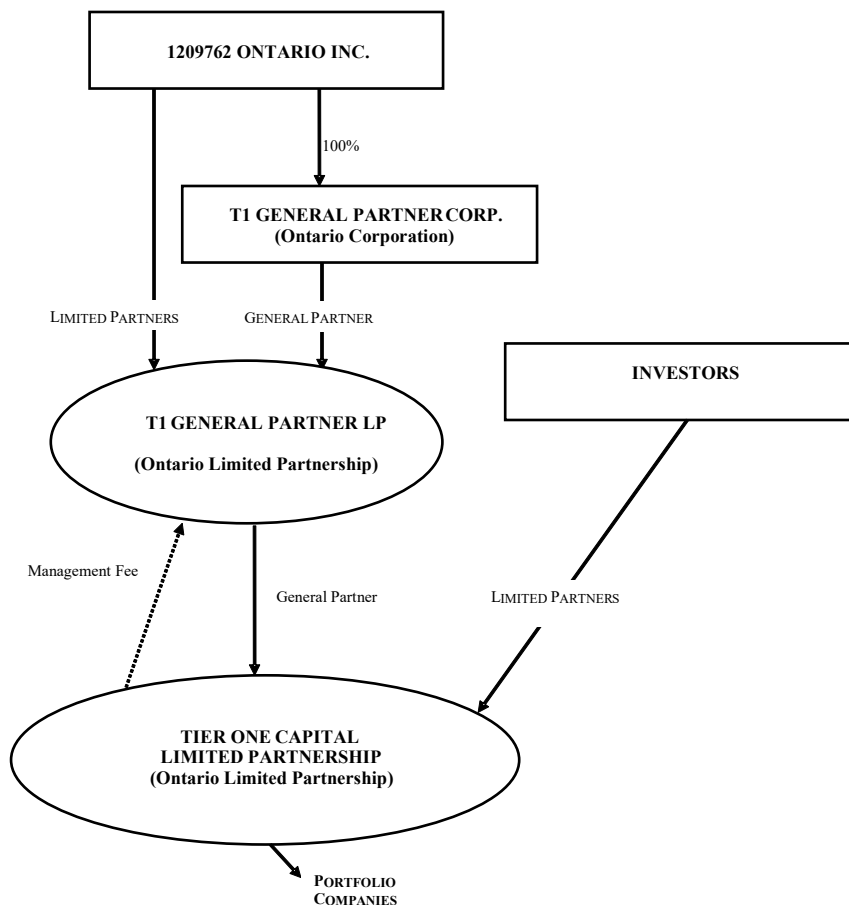 1209762 ONTARIO INC.
100%
T1 GENERAL PARTNER CORP.
(Ontario Corporation)
LIMITED PARTNERS
GENERAL PARTNER
INVESTORS
T1 GENERAL PARTNER LP
(Ontario Limited Partnership)
Management Fee
General Partner
LIMITED PARTNERS
TIER ONE CAPITAL
LIMITED PARTNERSHIP
(Ontario Limited Partnership)
PORTFOLIO
COMPANIES